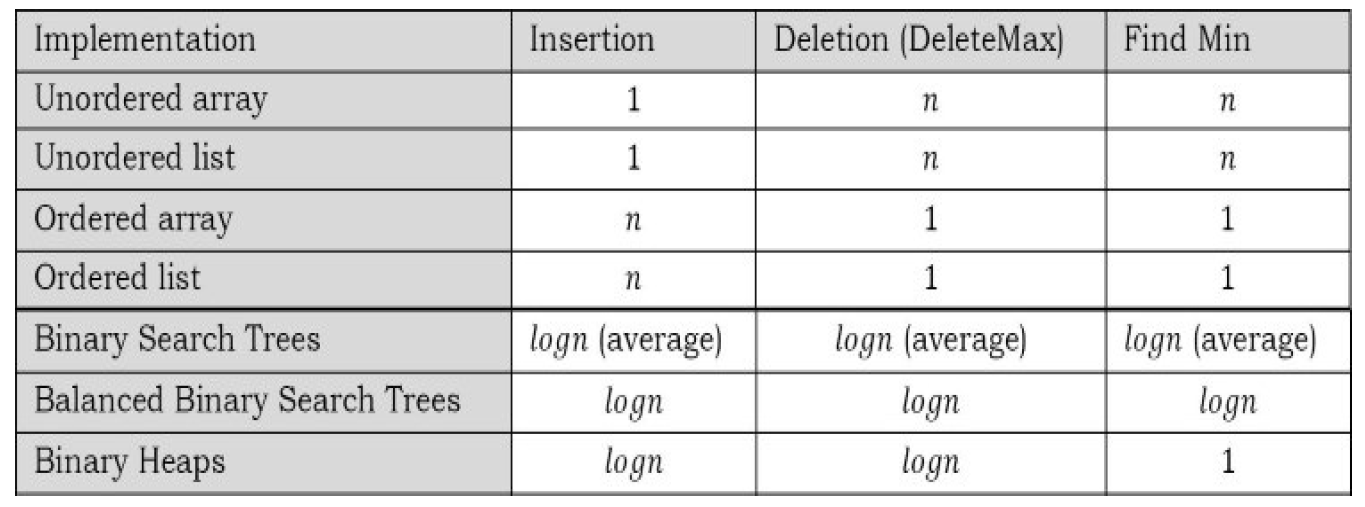 Implementation Insertion Deletion (DeleteMax) Find Min
Unordered array 1 n n
Unordered list 1 n n
Ordered array n 1 1
Ordered list n 1 1
Binary Search Trees logn (average) logn (average) logn (average)
Balanced Binary Search Trees logn logn logn
Binary Heaps logn logn 1